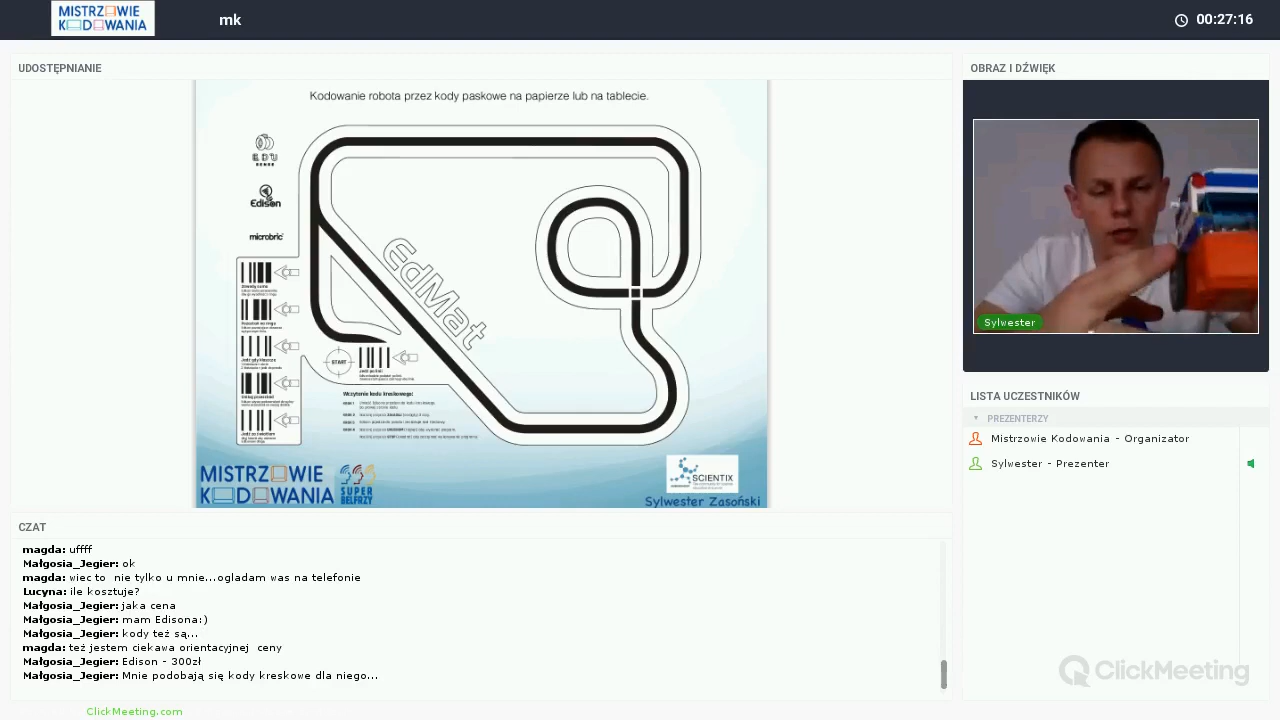 MISTRZOWIE
KODOWANIA
mk
00:27:16
UDOSTĘPNIANIE
Kodowanie robota przez kody paskowe na papierze lub na tablecie.
Edison
microbric
edMat
START
Wczytanie kodu kreskowego:
MISTRZOWIE
KODOWANIA
SUPER
BELFRZY
SCIENTIX
Sylwester Zasoński
OBRAZ I DŹWIĘK
Sylwester
LISTA UCZESTNIKÓW
PREZENTERZY
Mistrzowie Kodowania - Organizator
Sylwester - Prezenter
CZAT
magda: uffff
Małgosia_Jegier: ok
magda: wiec to nie tylko u mnie...ogladam was na telefonie
Lucyna: ile kosztuje?
Małgosia_Jegier: jaka cena
Małgosia_Jegier: mam Edisona:)
Małgosia_Jegier: kody też są...
magda: też jestem ciekawa orientacyjnej ceny
Małgosia_Jegier: Edison - 300zł
Małgosia_Jegier: Mnie podobają się kody kreskowe dla niego...
ClickMeeting
ClickMeeting.com